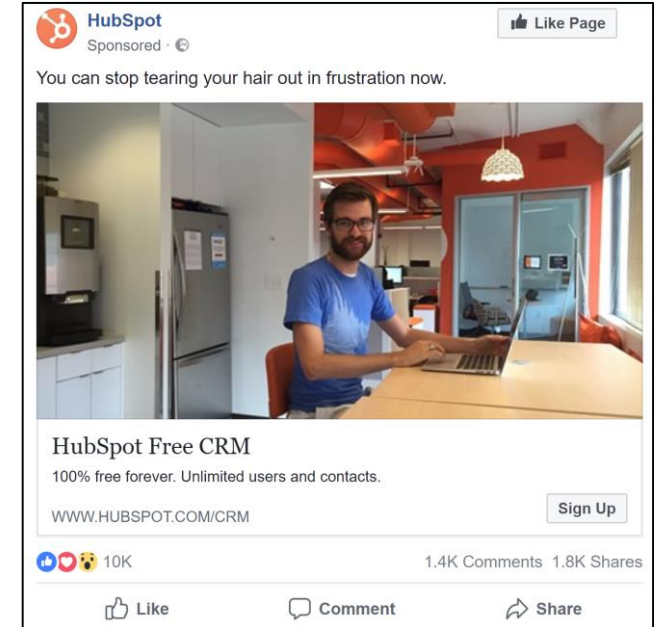 HubSpot
Like Page
Sponsored ·
You can stop tearing your hair out in frustration now.
HubSpot Free CRM
100% free forever. Unlimited users and contacts.
WWW.HUBSPOT.COM/CRM
Sign Up
10K
1.4K Comments 1.8K Shares
Like
Comment
Share